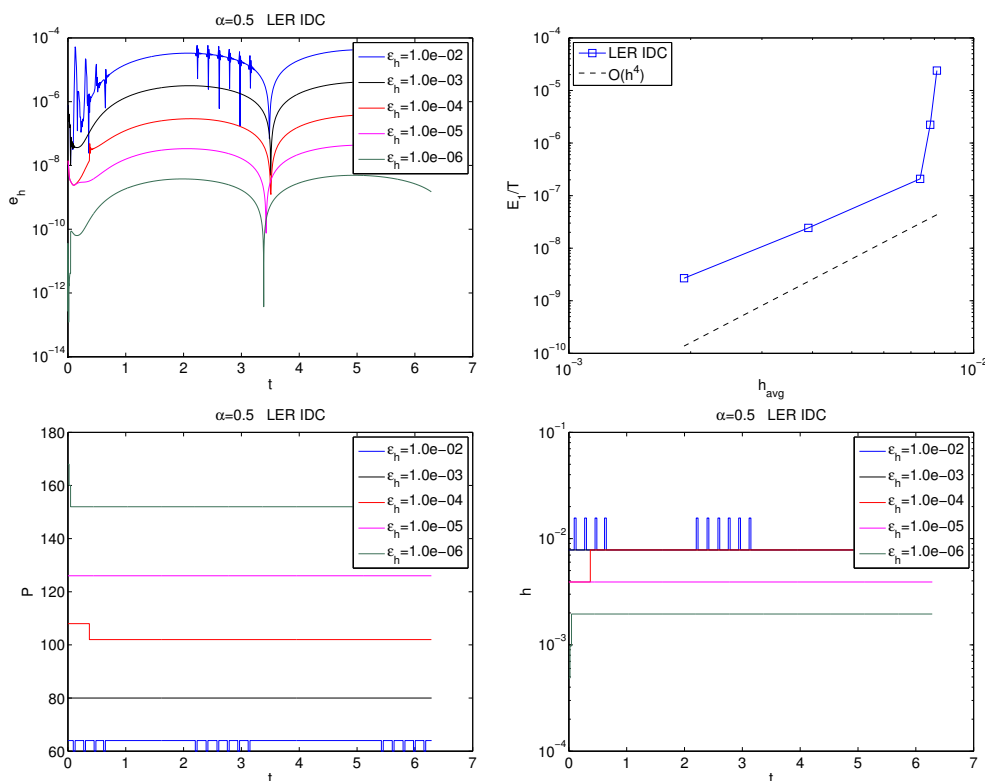 α=0.5 LER IDC
10^-4
10^-6
10^-8
10^-10
10^-12
10^-14
e_h
0 1 2 3 4 5 6 7
t
ε_h=1.0e−02
ε_h=1.0e−03
ε_h=1.0e−04
ε_h=1.0e−05
ε_h=1.0e−06
10^-4
10^-5
10^-6
10^-7
10^-8
10^-9
10^-10
E_1/T
10^-3 10^-2
h_avg
LER IDC
O(h^4)
α=0.5 LER IDC
180
160
140
120
100
80
60
P
0 1 2 3 4 5 6 7
t
ε_h=1.0e−02
ε_h=1.0e−03
ε_h=1.0e−04
ε_h=1.0e−05
ε_h=1.0e−06
α=0.5 LER IDC
10^-1
10^-2
10^-3
10^-4
h
0 1 2 3 4 5 6 7
t
ε_h=1.0e−02
ε_h=1.0e−03
ε_h=1.0e−04
ε_h=1.0e−05
ε_h=1.0e−06